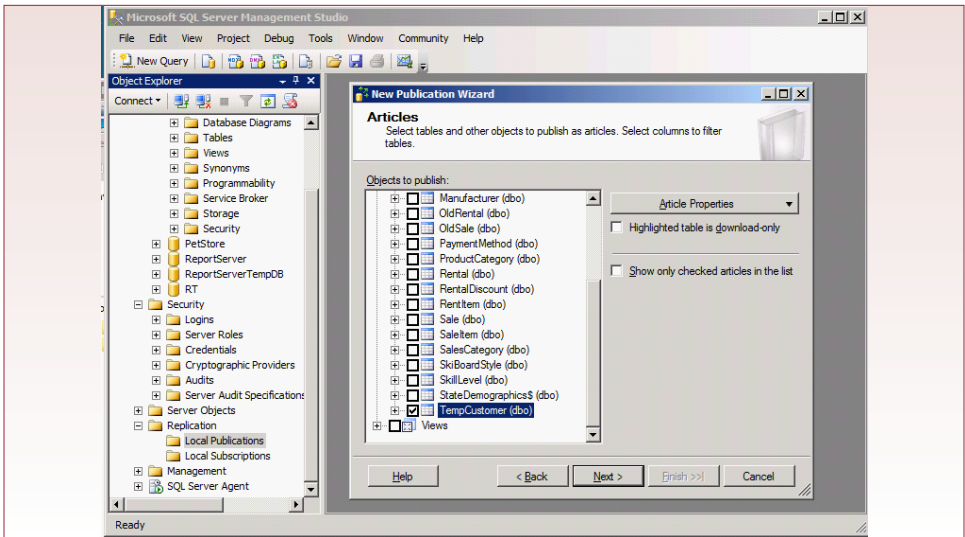 Microsoft SQL Server Management Studio
File Edit View Project Debug Tools Window Community Help
New Query
Object Explorer
Connect
Database Diagrams
Tables
Views
Synonyms
Programmability
Service Broker
Storage
Security
PetStore
ReportServer
ReportServerTempDB
RT
Security
Logins
Server Roles
Credentials
Cryptographic Providers
Audits
Server Audit Specifications
Server Objects
Replication
Local Publications
Local Subscriptions
Management
SQL Server Agent
New Publication Wizard
Articles
Select tables and other objects to publish as articles. Select columns to filter
tables.
Objects to publish:
Manufacturer (dbo)
OldRental (dbo)
OldSale (dbo)
PaymentMethod (dbo)
ProductCategory (dbo)
Rental (dbo)
RentalDiscount (dbo)
RentItem (dbo)
Sale (dbo)
SaleItem (dbo)
SalesCategory (dbo)
SkiBoardStyle (dbo)
SkillLevel (dbo)
StateDemographics$ (dbo)
TempCustomer (dbo)
Views
Article Properties
Highlighted table is download-only
Show only checked articles in the list
Help
< Back
Next >
Finish >>|
Cancel
Ready